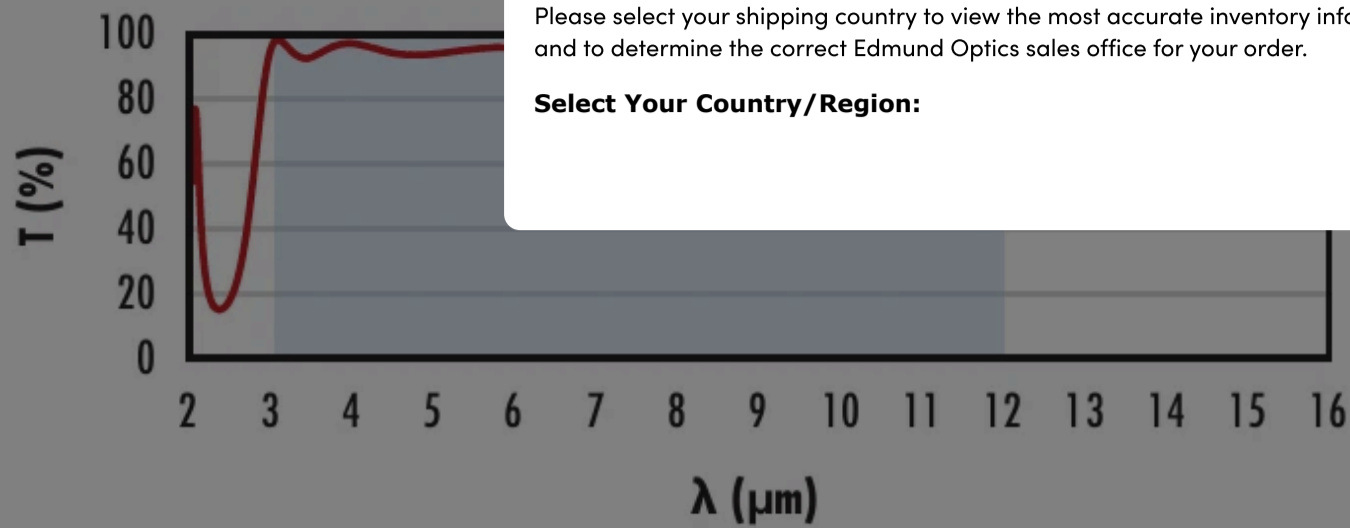 Please select your shipping country to view the most accurate inventory
and to determine the correct Edmund Optics sales office for your order.
Select Your Country/Region:
100
80
60
40
20
0
T (%)
2 3 4 5 6 7 8 9 10 11 12 13 14 15 16
λ (μm)